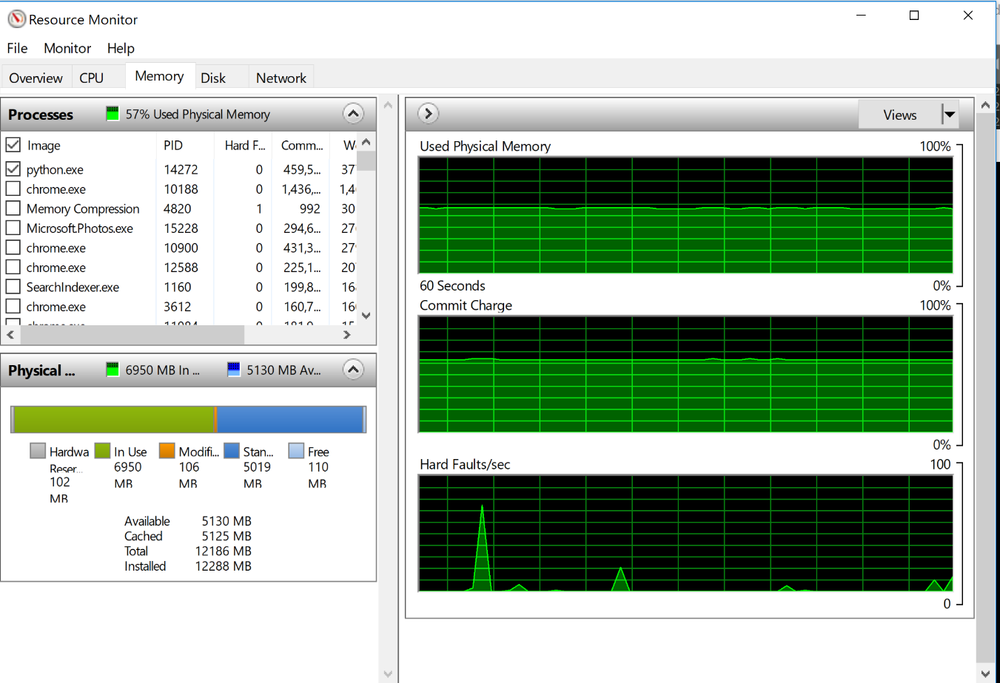 Resource Monitor
File Monitor Help
Overview CPU Memory Disk Network
Processes 57% Used Physical Memory
Image PID Hard F... Comm... W
python.exe 14272 0 459,5... 37
chrome.exe 10188 0 1,436,... 1,4
Memory Compression 4820 1 992 30
Microsoft.Photos.exe 15228 0 294,6... 27
chrome.exe 10900 0 431,3... 27
chrome.exe 12588 0 225,1... 20
SearchIndexer.exe 1160 0 199,8... 16
chrome.exe 3612 0 160,7... 16
Physical ... 6950 MB In ... 5130 MB Av...
Hardwa In Use Modifi... Stan... Free
Reser... 6950 106 5019 110
102 MB MB MB MB
MB
Available 5130 MB
Cached 5125 MB
Total 12186 MB
Installed 12288 MB
Views
Used Physical Memory 100%
60 Seconds 0%
Commit Charge 100%
0%
Hard Faults/sec 100
0